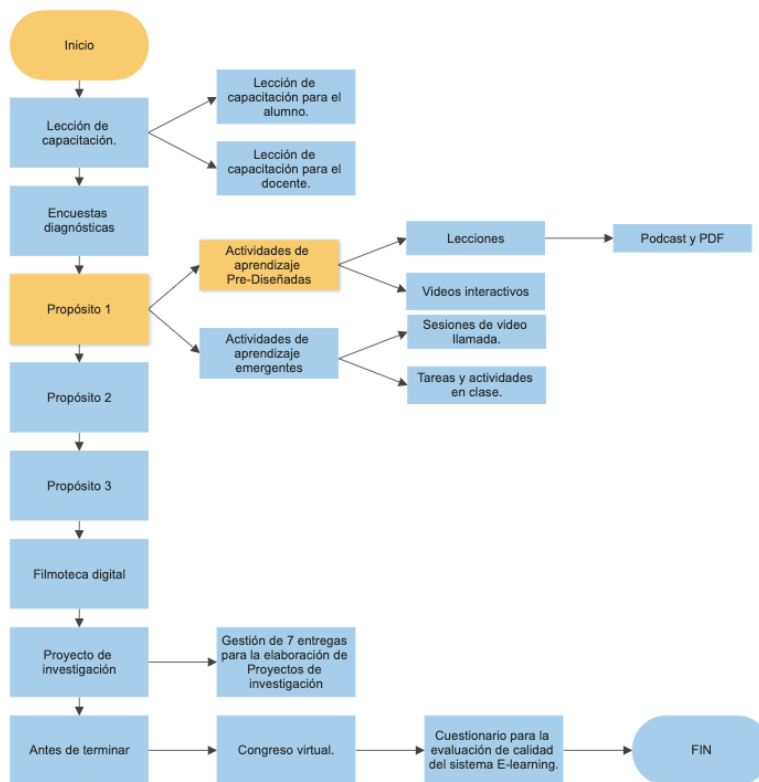 Inicio
Lección de
capacitación.
Lección de
capacitación para el
alumno.
Lección de
capacitación para el
docente.
Encuestas
diagnósticas
Propósito 1
Actividades de
aprendizaje
Pre-Diseñadas
Lecciones
Podcast y PDF
Videos interactivos
Actividades de
aprendizaje
emergentes
Sesiones de video
llamada.
Tareas y actividades
en clase.
Propósito 2
Propósito 3
Filmoteca digital
Proyecto de
investigación
Gestión de 7 entregas
para la elaboración de
Proyectos de
investigación
Antes de terminar
Congreso virtual.
Cuestionario para la
evaluación de calidad
del sistema E-learning.
FIN